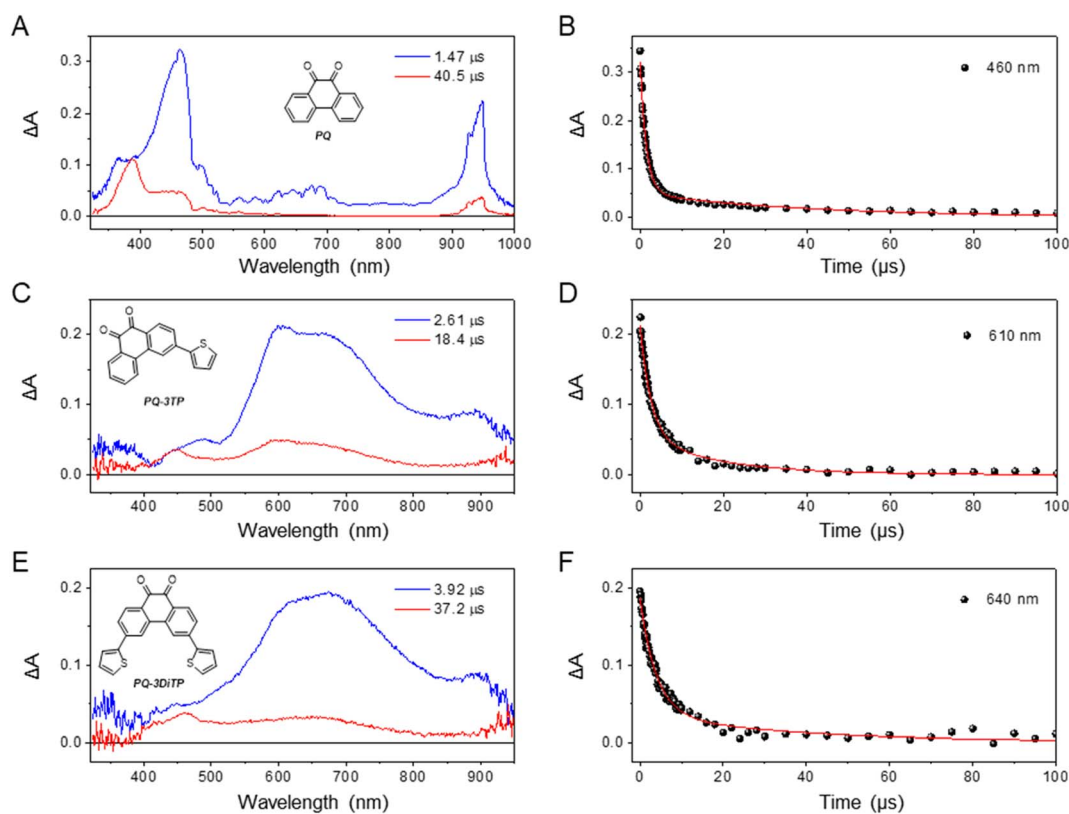 A
ΔA
0.3
0.2
0.1
0.0
400 500 600 700 800 900 1000
Wavelength (nm)
1.47 µs
40.5 µs
O O
PQ
B
ΔA
0.3
0.2
0.1
0.0
0 20 40 60 80 100
Time (µs)
460 nm
C
ΔA
0.2
0.1
0.0
400 500 600 700 800 900
Wavelength (nm)
2.61 µs
18.4 µs
O
O
S
PQ-3TP
D
ΔA
0.2
0.1
0.0
0 20 40 60 80 100
Time (µs)
610 nm
E
ΔA
0.2
0.1
0.0
400 500 600 700 800 900
Wavelength (nm)
3.92 µs
37.2 µs
O O
S S
PQ-3DiTP
F
ΔA
0.2
0.1
0.0
0 20 40 60 80 100
Time (µs)
640 nm